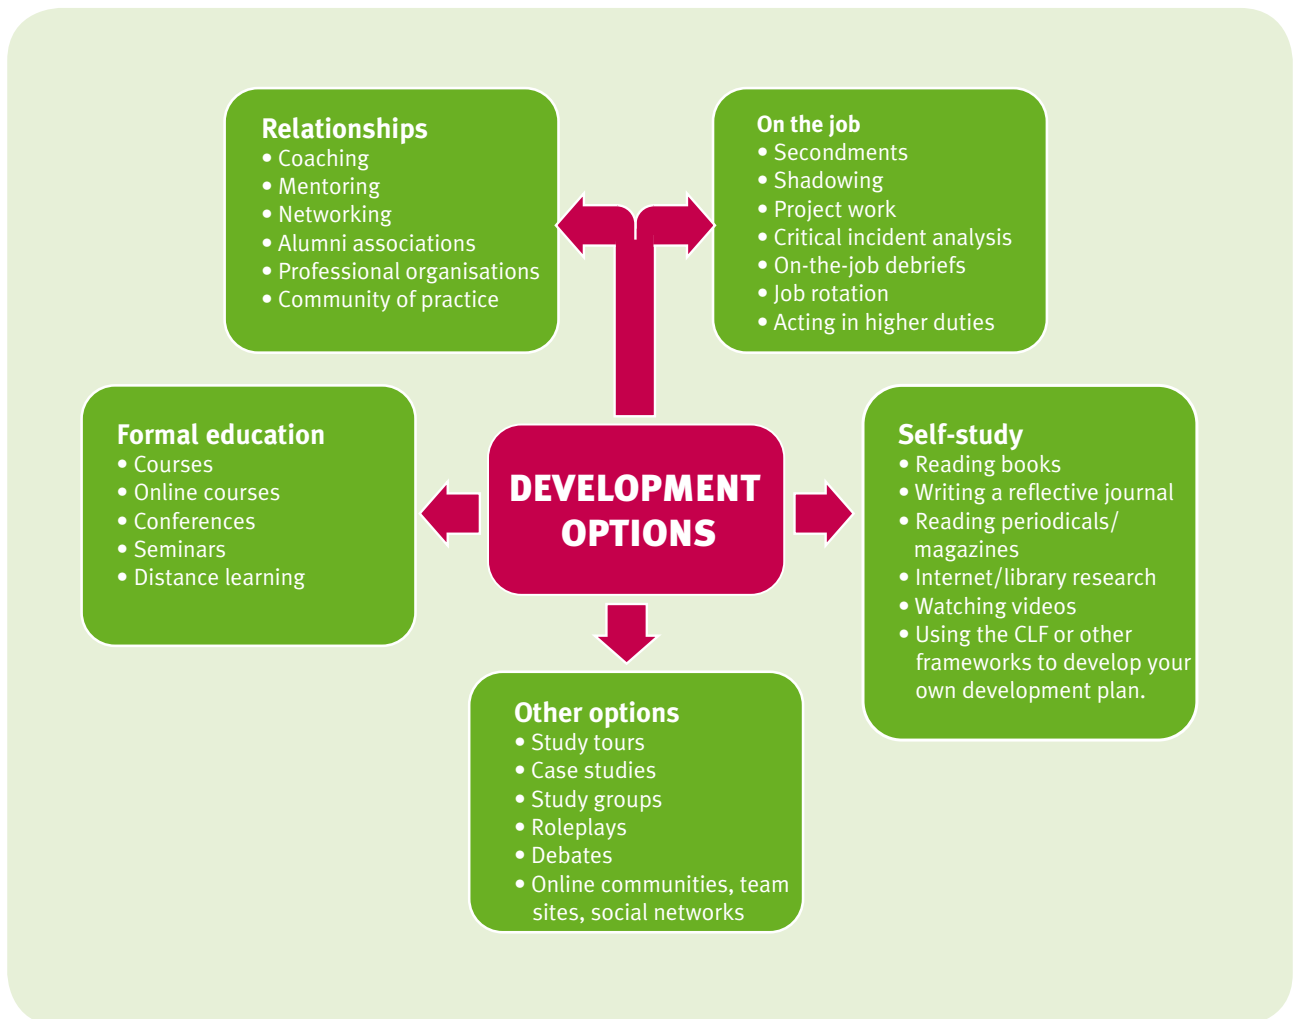 Relationships
• Coaching
• Mentoring
• Networking
• Alumni associations
• Professional organisations
• Community of practice
On the job
• Secondments
• Shadowing
• Project work
• Critical incident analysis
• On-the-job debriefs
• Job rotation
• Acting in higher duties
Formal education
• Courses
• Online courses
• Conferences
• Seminars
• Distance learning
DEVELOPMENT
OPTIONS
Self-study
• Reading books
• Writing a reflective journal
• Reading periodicals/
magazines
• Internet/library research
• Watching videos
• Using the CLF or other
frameworks to develop your
own development plan.
Other options
• Study tours
• Case studies
• Study groups
• Roleplays
• Debates
• Online communities, team
sites, social networks